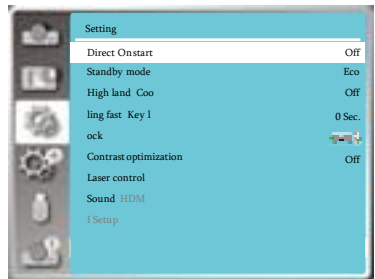 Setting
Direct Onstart Off
Standby mode Eco
High land Coo Off
ling fast Key l 0 Sec.
ock
Contrast optimization Off
Laser control
Sound HDM
I Setup